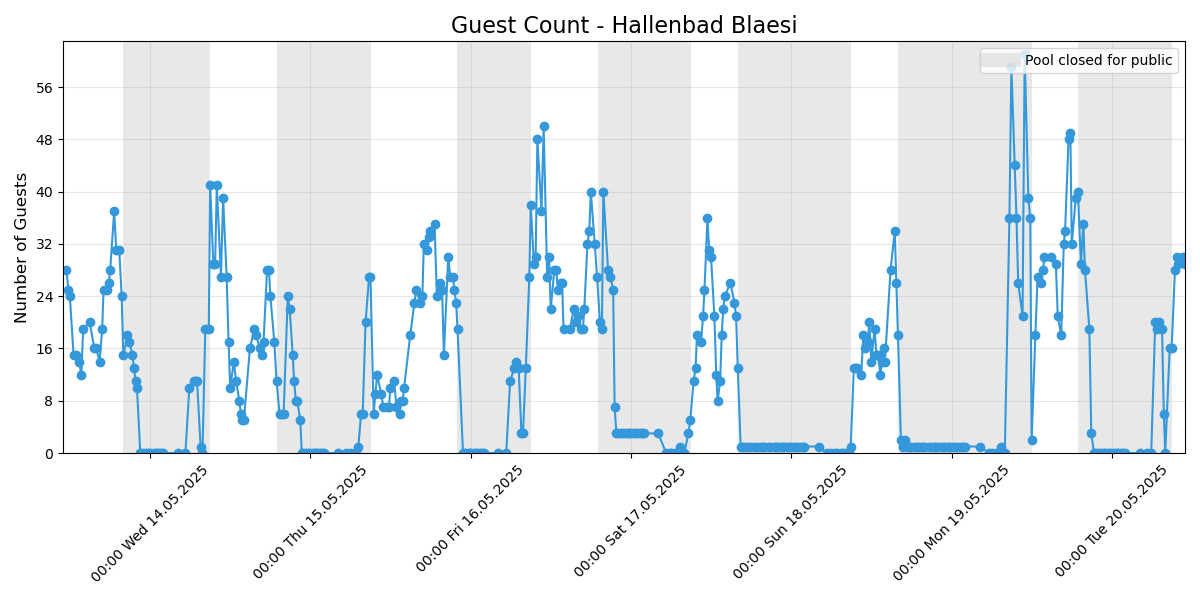 Guest Count - Hallenbad Blaesi
Pool closed for public
Number of Guests
56
48
40
32
24
16
8
0
00:00 Wed 14.05.2025
00:00 Thu 15.05.2025
00:00 Fri 16.05.2025
00:00 Sat 17.05.2025
00:00 Sun 18.05.2025
00:00 Mon 19.05.2025
00:00 Tue 20.05.2025